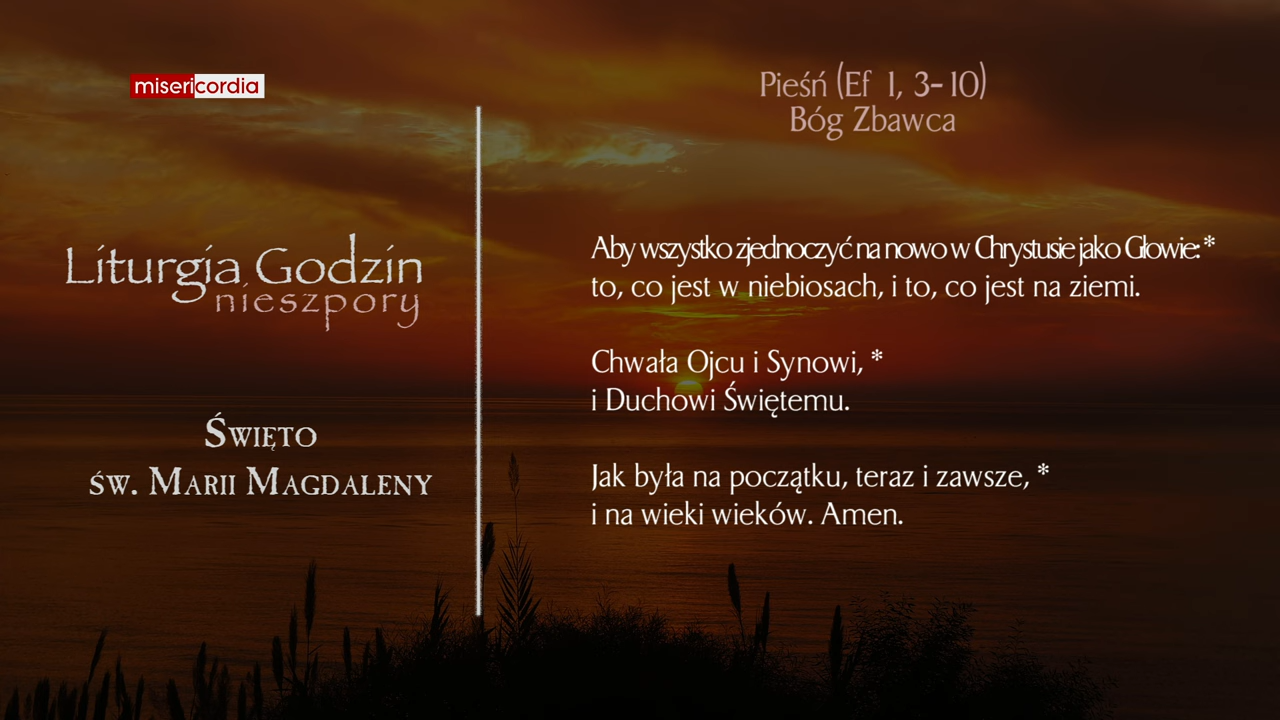 misericordia
Liturgia Godzin
nieszpory
Święto
św. Marii Magdaleny
Pieśń (Ef 1, 3-10)
Bóg Zbawca
Aby wszystko zjednoczyć na nowo w Chrystusie jako Głowie: *
to, co jest w niebiosach, i to, co jest na ziemi.
Chwała Ojcu i Synowi, *
i Duchowi Świętemu.
Jak była na początku, teraz i zawsze, *
i na wieki wieków. Amen.